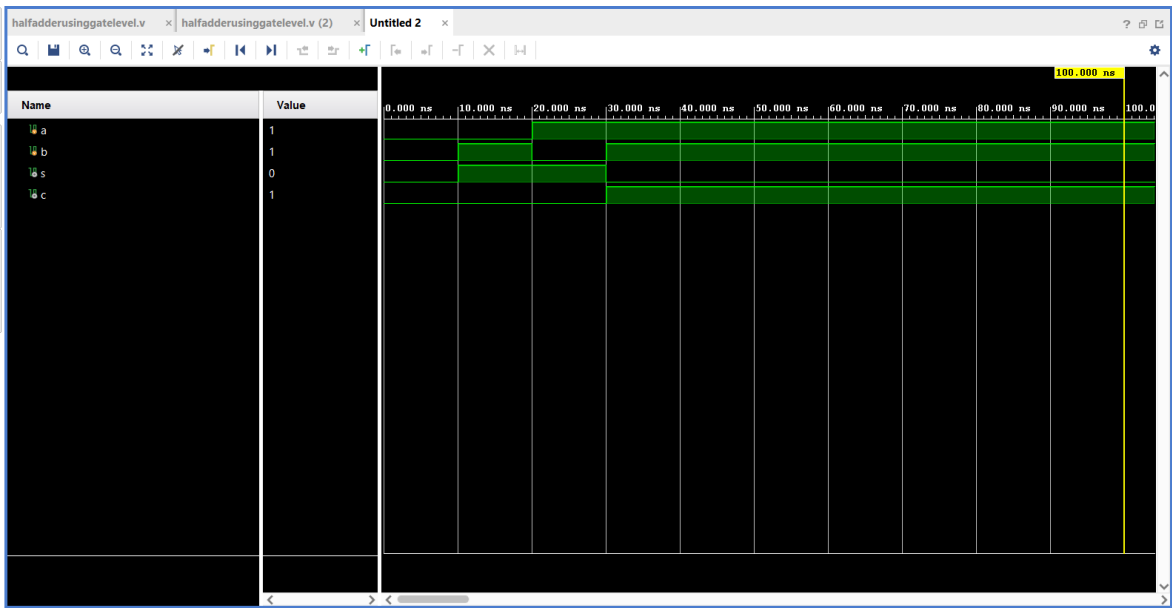 halfadderusinggatelevel.v × halfadderusinggatelevel.v (2) × Untitled 2 ×
100.000 ns
Name Value
0.000 ns 10.000 ns 20.000 ns 30.000 ns 40.000 ns 50.000 ns 60.000 ns 70.000 ns 80.000 ns 90.000 ns 100.0
a 1
b 1
s 0
c 1